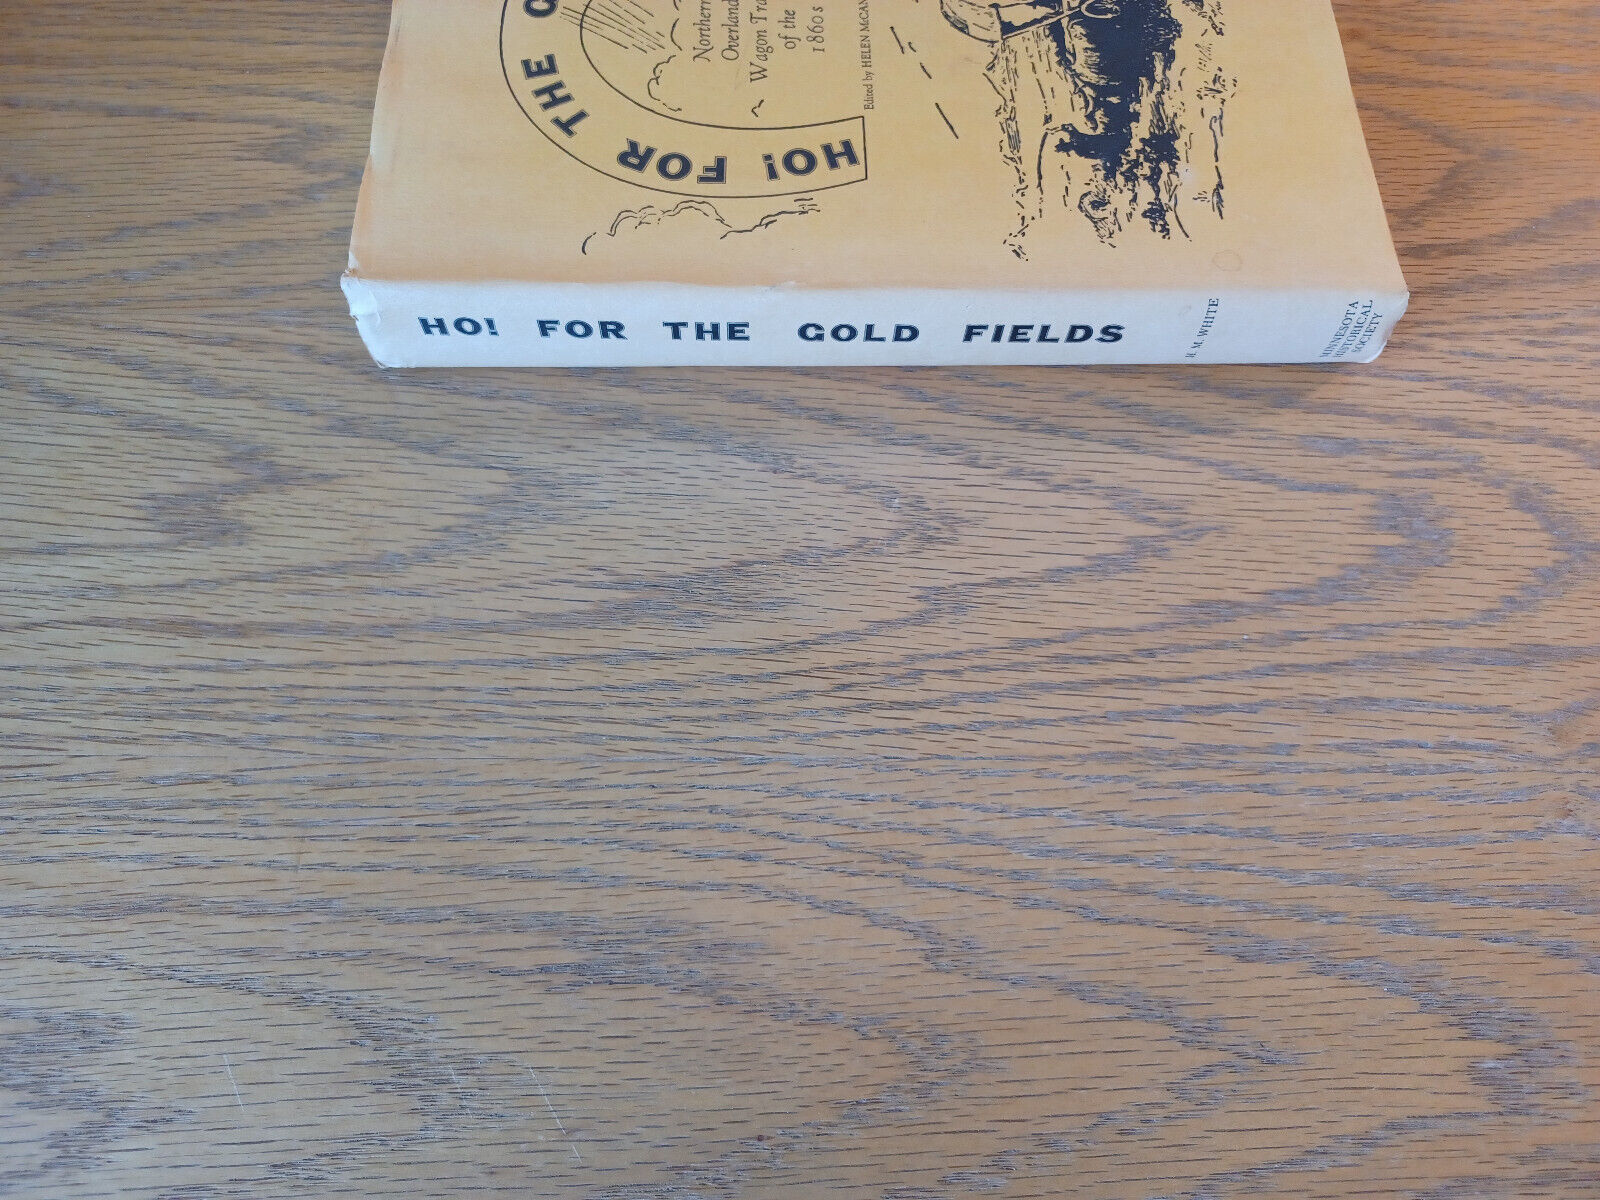 HO! FOR THE G
Northern
Overland
Wagon Tra
of the
1860s
Edited by HELEN McCAN
HO! FOR THE GOLD FIELDS
H. M. WHITE
MINNESOTA
HISTORICAL
SOCIETY